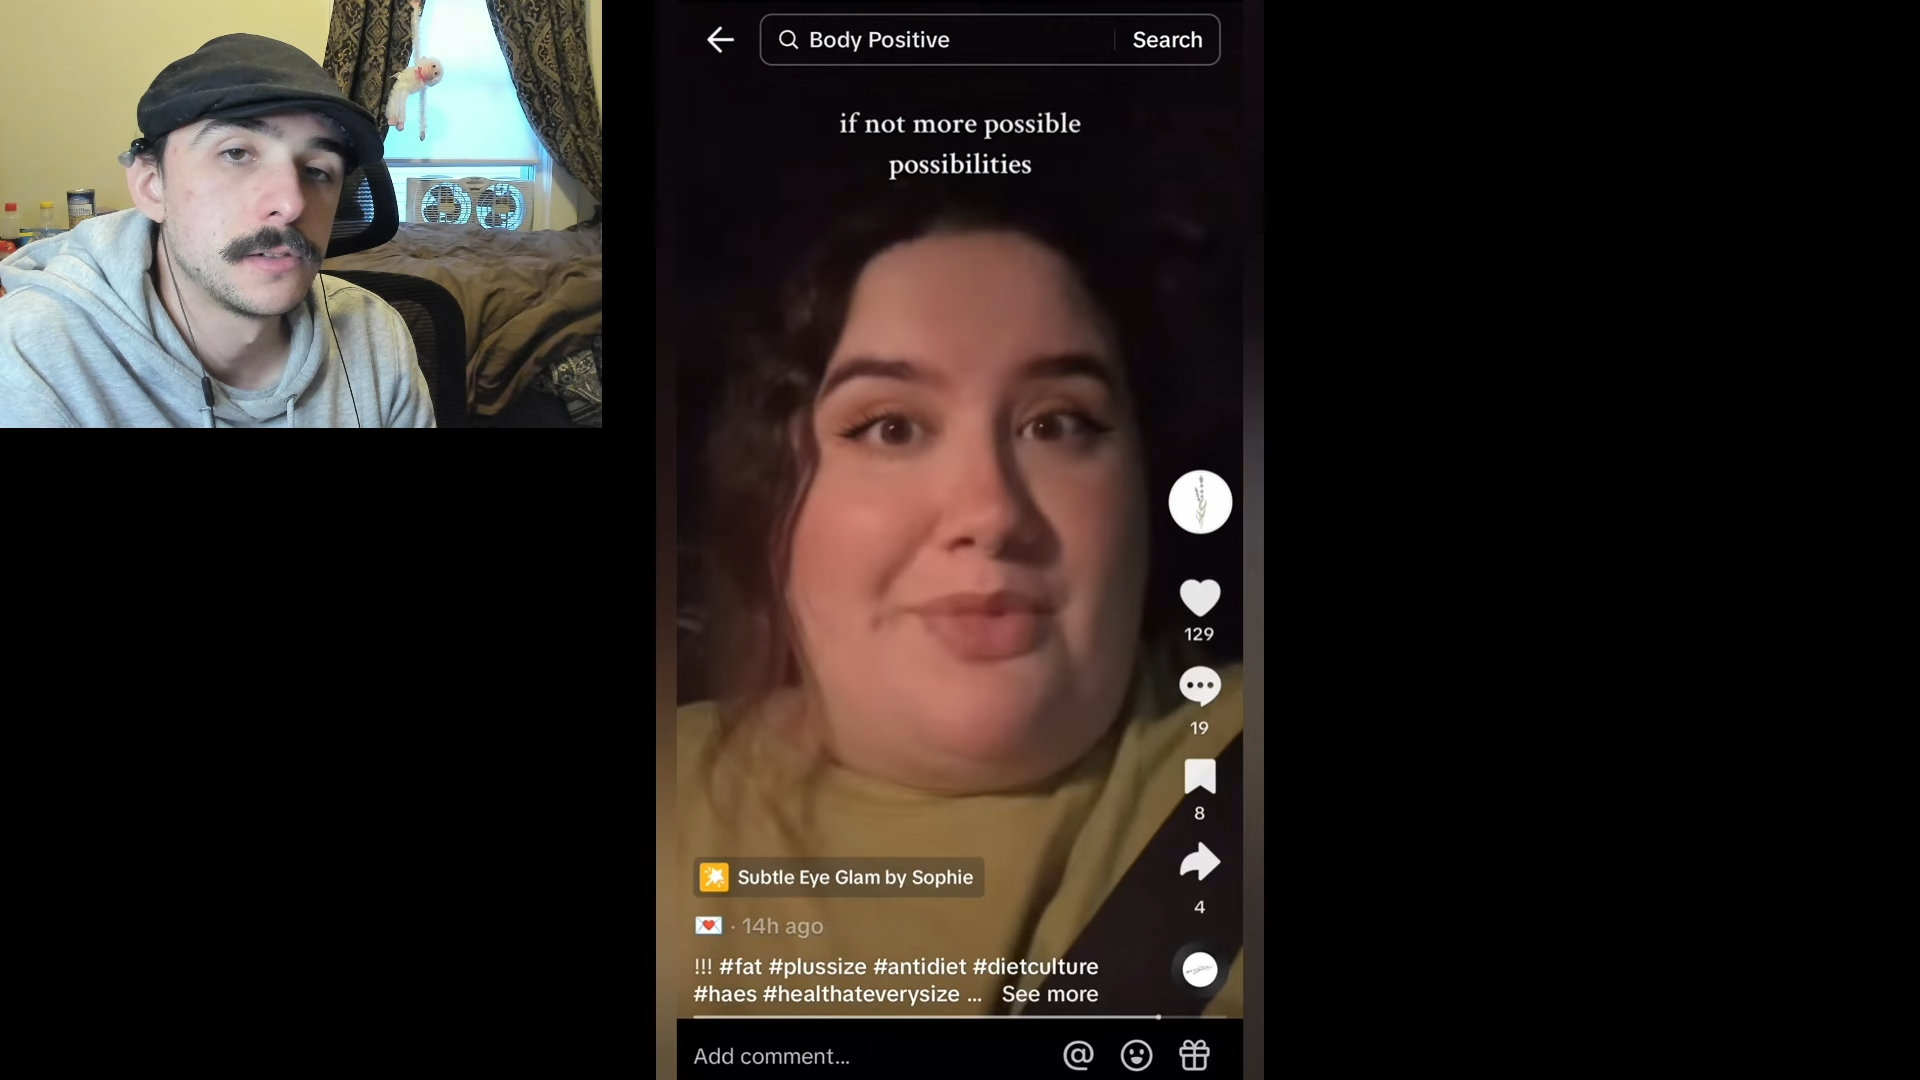 Body Positive
Search
if not more possible
possibilities
129
19
8
4
Subtle Eye Glam by Sophie
💌 · 14h ago
!!! #fat #plussize #antidiet #dietculture
#haes #healthateverysize ... See more
Add comment...